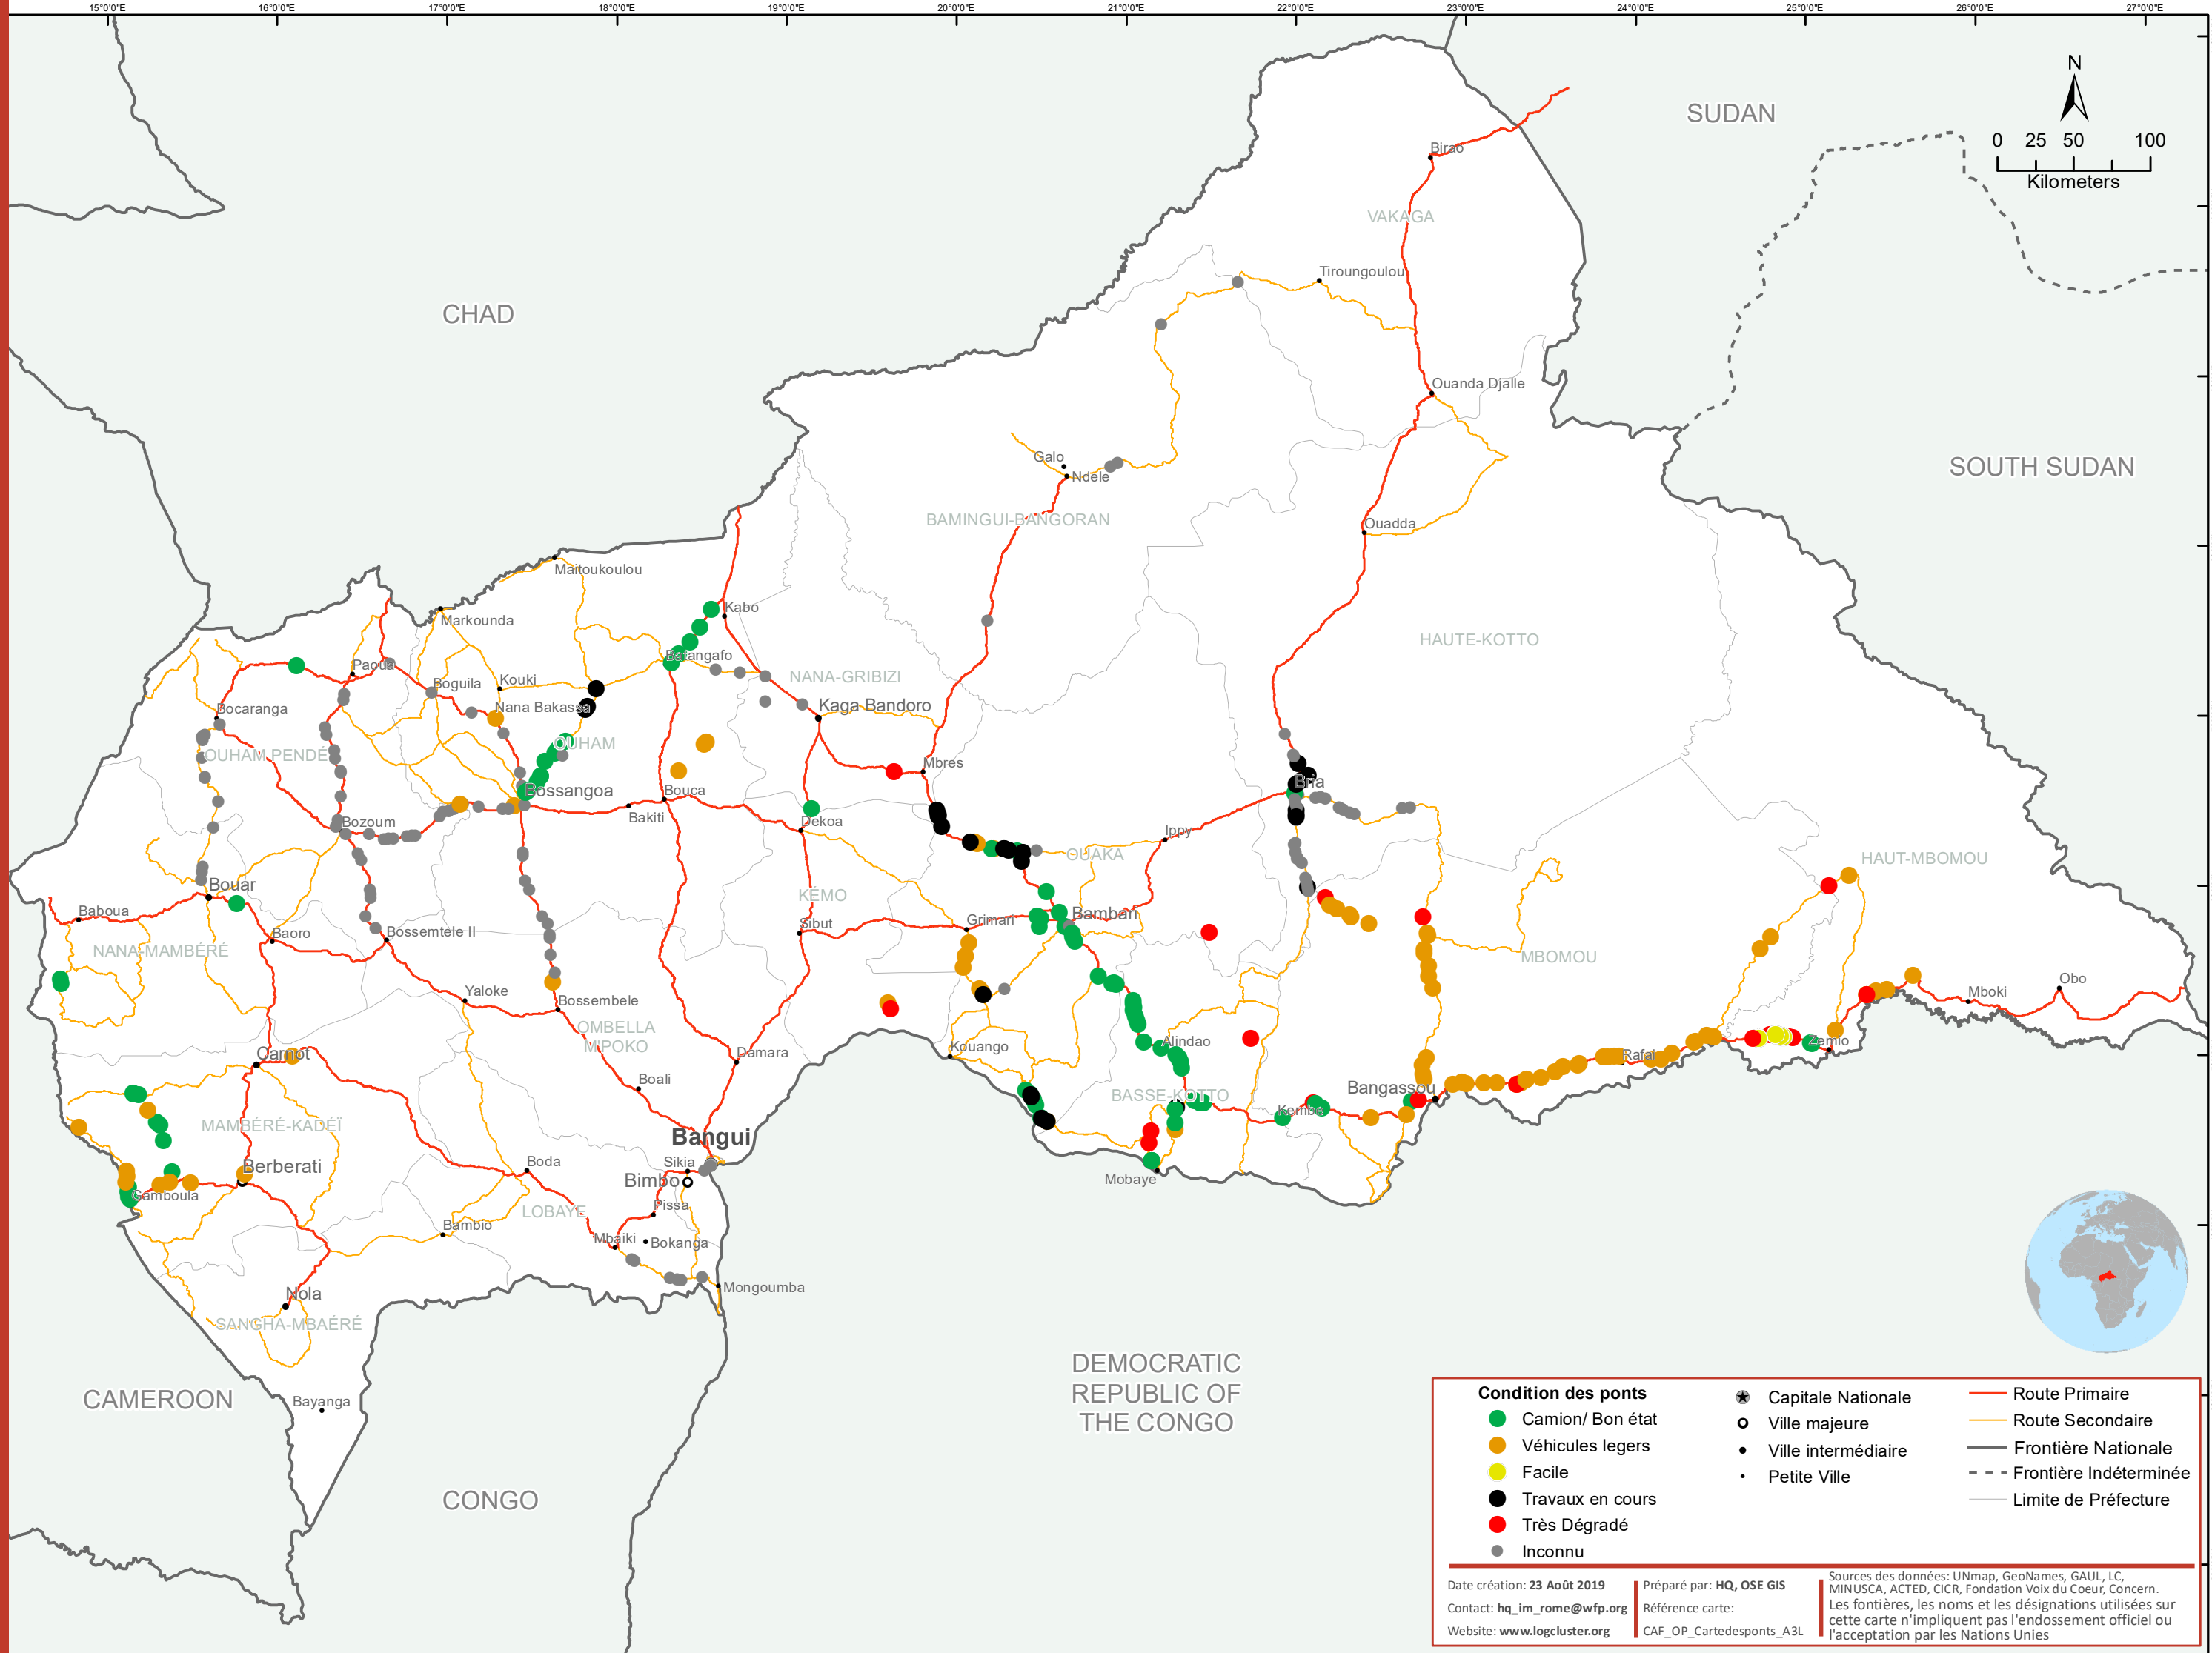 15°0'0"E
16°0'0"E
17°0'0"E
18°0'0"E
19°0'0"E
20°0'0"E
21°0'0"E
22°0'0"E
23°0'0"E
24°0'0"E
25°0'0"E
26°0'0"E
27°0'0"E
N
0 25 50 100
Kilometers
SUDAN
Birao
VAKAGA
Tiroungoulou
CHAD
Ouanda Djalle
SOUTH SUDAN
Galo
Ndele
BAMINGUI-BANGORAN
Ouadda
Maitoukoulou
Kabo
Markounda
HAUTE-KOTTO
Batangafo
Paoua
NANA-GRIBIZI
Boguila
Kouki
Bocaranga
Nana Bakassa
Kaga Bandoro
OUHAM
OUHAM-PENDÉ
Mbres
Bria
Bossangoa
Bouca
Bakiti
Bozoum
Dekoa
Ippy
OUAKA
HAUT-MBOMOU
Bouar
KÉMO
Baboua
Bambari
Grimari
Sibut
Baoro
Bossemtele II
NANA-MAMBÉRÉ
MBOMOU
Obo
Mboki
Yaloke
Bossembele
OMBELLA
M'POKO
Zemio
Alindao
Kouango
Carnot
Damara
Rafai
Boali
Bangassou
BASSE-KOTTO
Kembe
MAMBÉRÉ-KADÉÏ
Bangui
Sikia
Boda
Berberati
Bimbo
Mobaye
Gamboula
Pissa
LOBAYE
Bambio
Mbaiki
Bokanga
Mongoumba
Nola
SANGHA-MBAÉRÉ
DEMOCRATIC
REPUBLIC OF
THE CONGO
CAMEROON
Bayanga
CONGO
Condition des ponts
Camion/ Bon état
Véhicules legers
Facile
Travaux en cours
Très Dégradé
Inconnu
Capitale Nationale
Ville majeure
Ville intermédiaire
Petite Ville
Route Primaire
Route Secondaire
Frontière Nationale
Frontière Indéterminée
Limite de Préfecture
Date création: 23 Août 2019
Contact: hq_im_rome@wfp.org
Website: www.logcluster.org
Préparé par: HQ, OSE GIS
Référence carte:
CAF_OP_Cartedesponts_A3L
Sources des données: UNmap, GeoNames, GAUL, LC,
MINUSCA, ACTED, CICR, Fondation Voix du Coeur, Concern.
Les fontières, les noms et les désignations utilisées sur
cette carte n'impliquent pas l'endossement officiel ou
l'acceptation par les Nations Unies